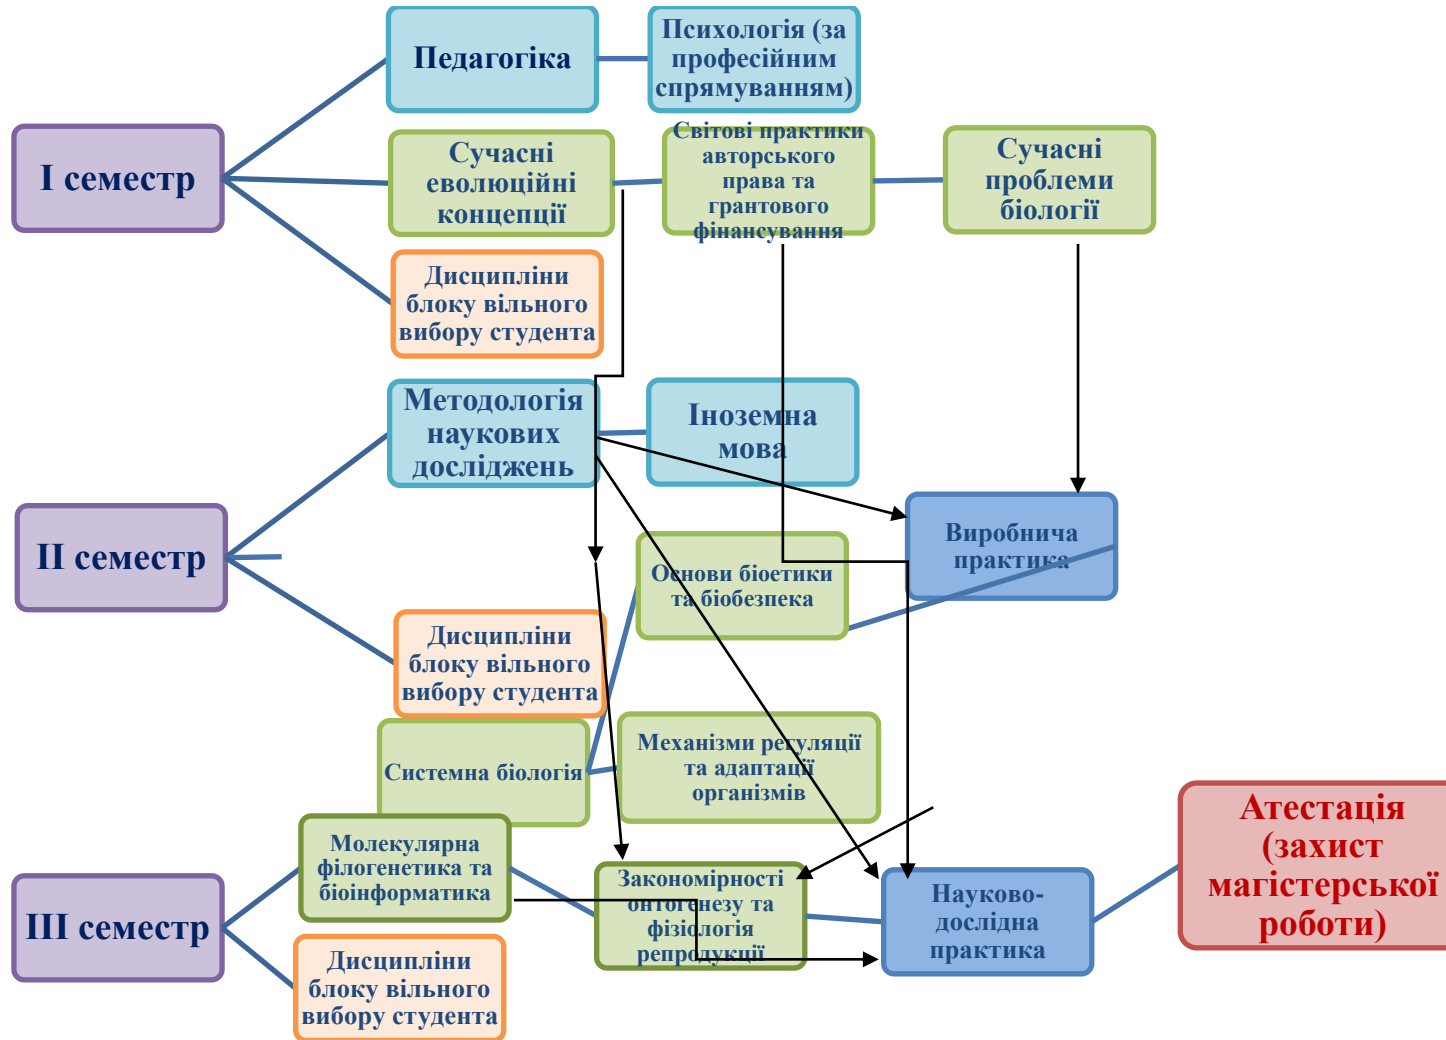 І семестр
Педагогіка
Психологія (за
професійним
спрямуванням)
Сучасні
еволюційні
концепції
Світові практики
авторського
права та
грантового
фінансування
Сучасні
проблеми
біології
Дисципліни
блоку вільного
вибору студента
ІІ семестр
Методологія
наукових
досліджень
Іноземна
мова
Виробнича
практика
Основи біоетики
та біобезпека
Дисципліни
блоку вільного
вибору студента
Системна біологія
Механізми регуляції
та адаптації
організмів
ІІІ семестр
Молекулярна
філогенетика та
біоінформатика
Закономірності
онтогенезу та
фізіологія
репродукції
Науково-
дослідна
практика
Атестація
(захист
магістерської
роботи)
Дисципліни
блоку вільного
вибору студента